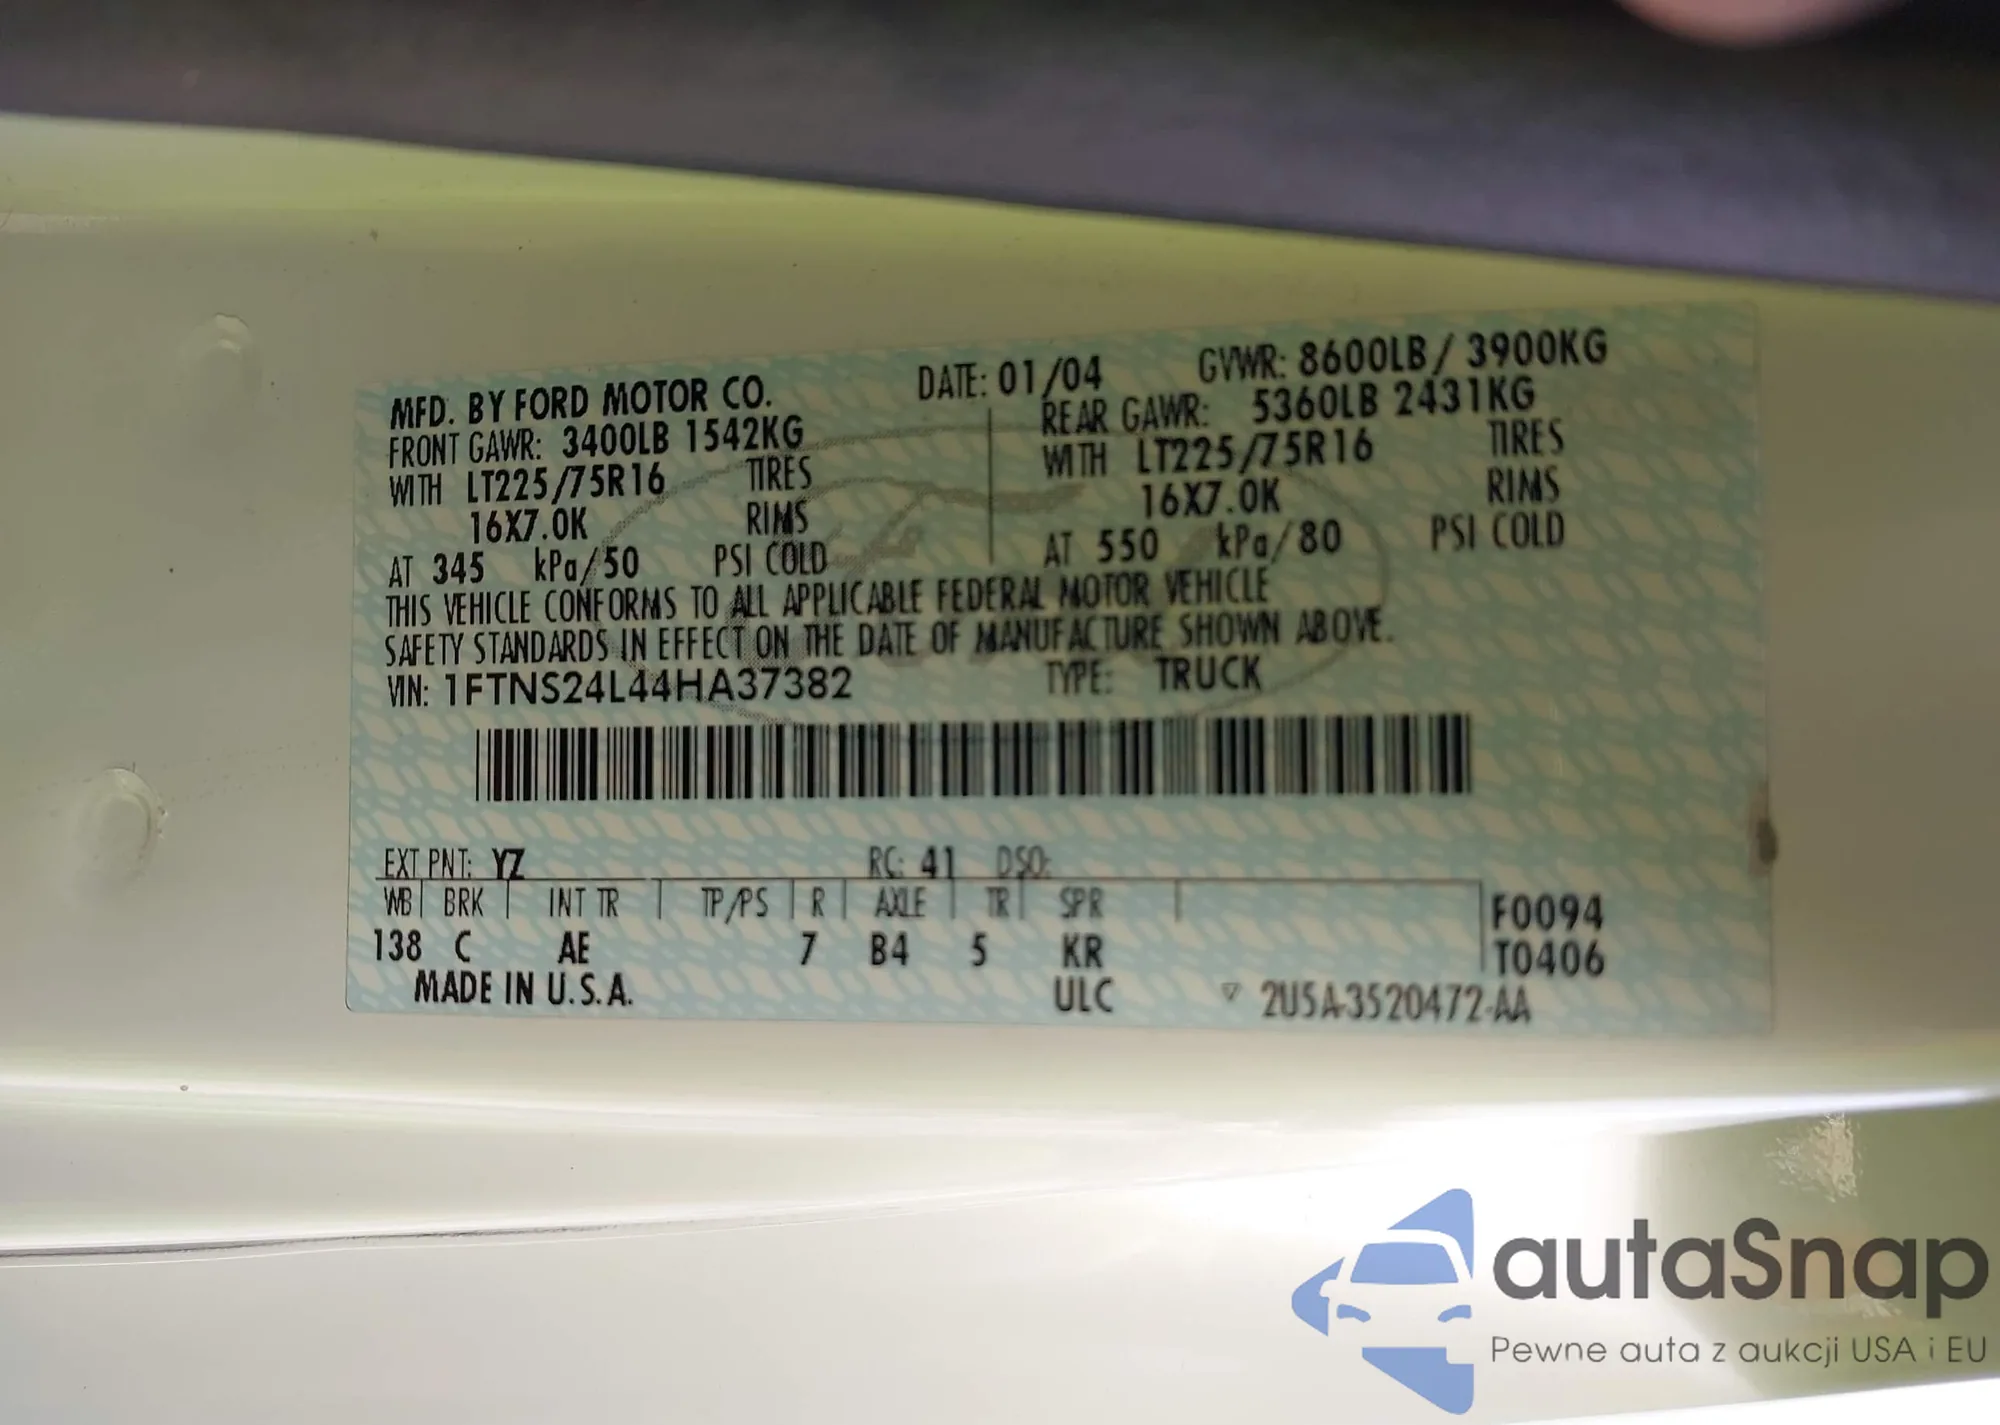 MFD. BY FORD MOTOR CO. DATE: 01/04 GVWR: 8600LB / 3900KG
FRONT GAWR: 3400LB 1542KG REAR GAWR: 5360LB 2431KG
WITH LT225/75R16 TIRES WITH LT225/75R16 TIRES
16X7.0K RIMS 16X7.0K RIMS
AT 345 kPa/50 PSI COLD AT 550 kPa/80 PSI COLD
THIS VEHICLE CONFORMS TO ALL APPLICABLE FEDERAL MOTOR VEHICLE
SAFETY STANDARDS IN EFFECT ON THE DATE OF MANUFACTURE SHOWN ABOVE.
VIN: 1FTNS24L44HA37382 TYPE: TRUCK
EXT PNT: YZ RC: 41 DSO:
WB BRK INT TR TP/PS R AXLE TR SPR F0094
138 C AE 7 B4 5 KR T0406
MADE IN U.S.A. ULC ▽ 2U5A-3520472-AA
autaSnap
Pewne auta z aukcji USA i EU